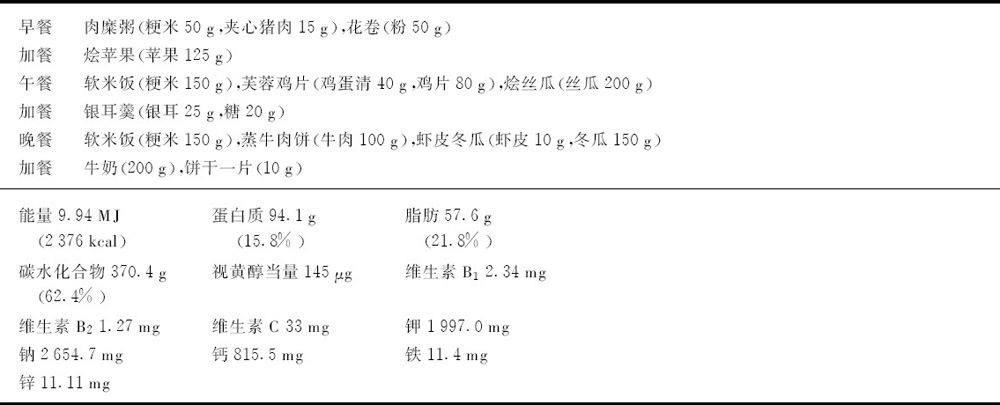 早餐 肉糜粥(粳米 50 g,夹心猪肉 15 g),花卷(粉 50 g)
加餐 烩苹果(苹果 125 g)
午餐 软米饭(粳米 150 g),芙蓉鸡片(鸡蛋清 40 g,鸡片 80 g),烩丝瓜(丝瓜 200 g)
加餐 银耳羹(银耳 25 g,糖 20 g)
晚餐 软米饭(粳米 150 g),蒸牛肉饼(牛肉 100 g),虾皮冬瓜(虾皮 10 g,冬瓜 150 g)
加餐 牛奶(200 g),饼干一片(10 g)
能量 9.94 MJ 蛋白质 94.1 g 脂肪 57.6 g
(2 376 kcal) (15.8%) (21.8%)
碳水化合物 370.4 g 视黄醇当量 145 μg 维生素 B1 2.34 mg
(62.4%)
维生素 B2 1.27 mg 维生素 C 33 mg 钾 1 997.0 mg
钠 2 654.7 mg 钙 815.5 mg 铁 11.4 mg
锌 11.11 mg